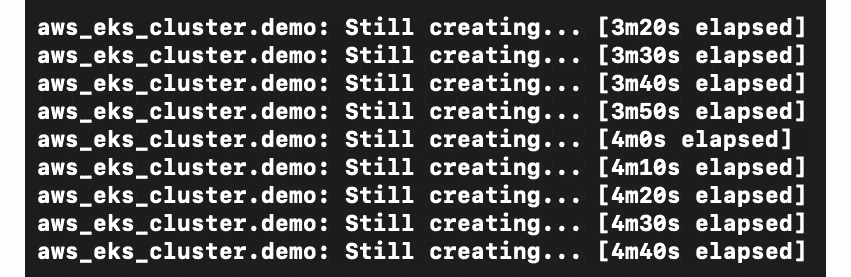 aws_eks_cluster.demo: Still creating... [3m20s elapsed]
aws_eks_cluster.demo: Still creating... [3m30s elapsed]
aws_eks_cluster.demo: Still creating... [3m40s elapsed]
aws_eks_cluster.demo: Still creating... [3m50s elapsed]
aws_eks_cluster.demo: Still creating... [4m0s elapsed]
aws_eks_cluster.demo: Still creating... [4m10s elapsed]
aws_eks_cluster.demo: Still creating... [4m20s elapsed]
aws_eks_cluster.demo: Still creating... [4m30s elapsed]
aws_eks_cluster.demo: Still creating... [4m40s elapsed]